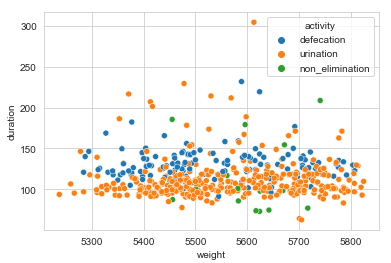 activity
defecation
urination
non_elimination
300
250
200
150
100
duration
5300 5400 5500 5600 5700 5800
weight